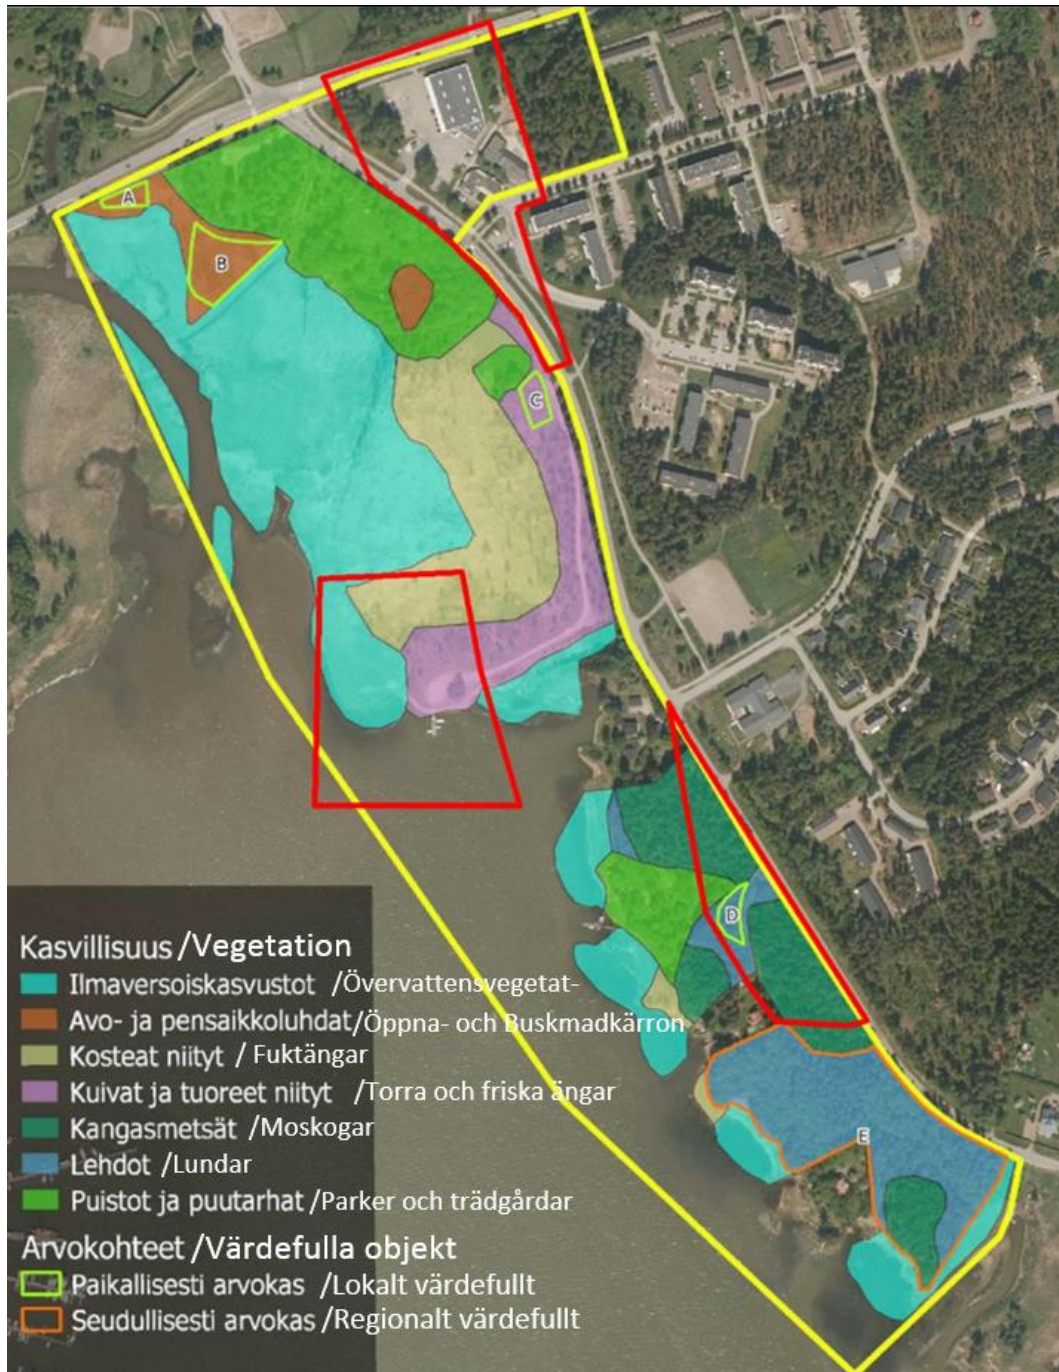 A
B
C
D
E
Kasvillisuus /Vegetation
Ilmaversoiskasvustot /Övervattensvegetat-
Avo- ja pensaikkoluhdat/Öppna- och Buskmadkärron
Kosteat niityt / Fuktängar
Kuivat ja tuoreet niityt /Torra och friska ängar
Kangasmetsät /Moskogar
Lehdot /Lundar
Puistot ja puutarhat /Parker och trädgårdar
Arvokohteet /Värdefulla objekt
Paikallisesti arvokas /Lokalt värdefullt
Seudullisesti arvokas /Regionalt värdefullt